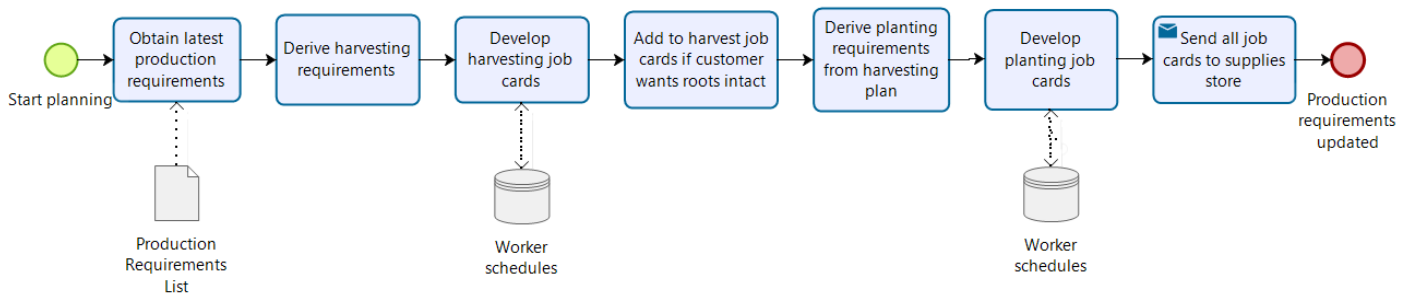 Start planning
Obtain latest
production
requirements
Derive harvesting
requirements
Develop
harvesting job
cards
Add to harvest job
cards if customer
wants roots intact
Derive planting
requirements
from harvesting
plan
Develop
planting job
cards
Send all job
cards to supplies
store
Production
requirements
updated
Production
Requirements
List
Worker
schedules
Worker
schedules